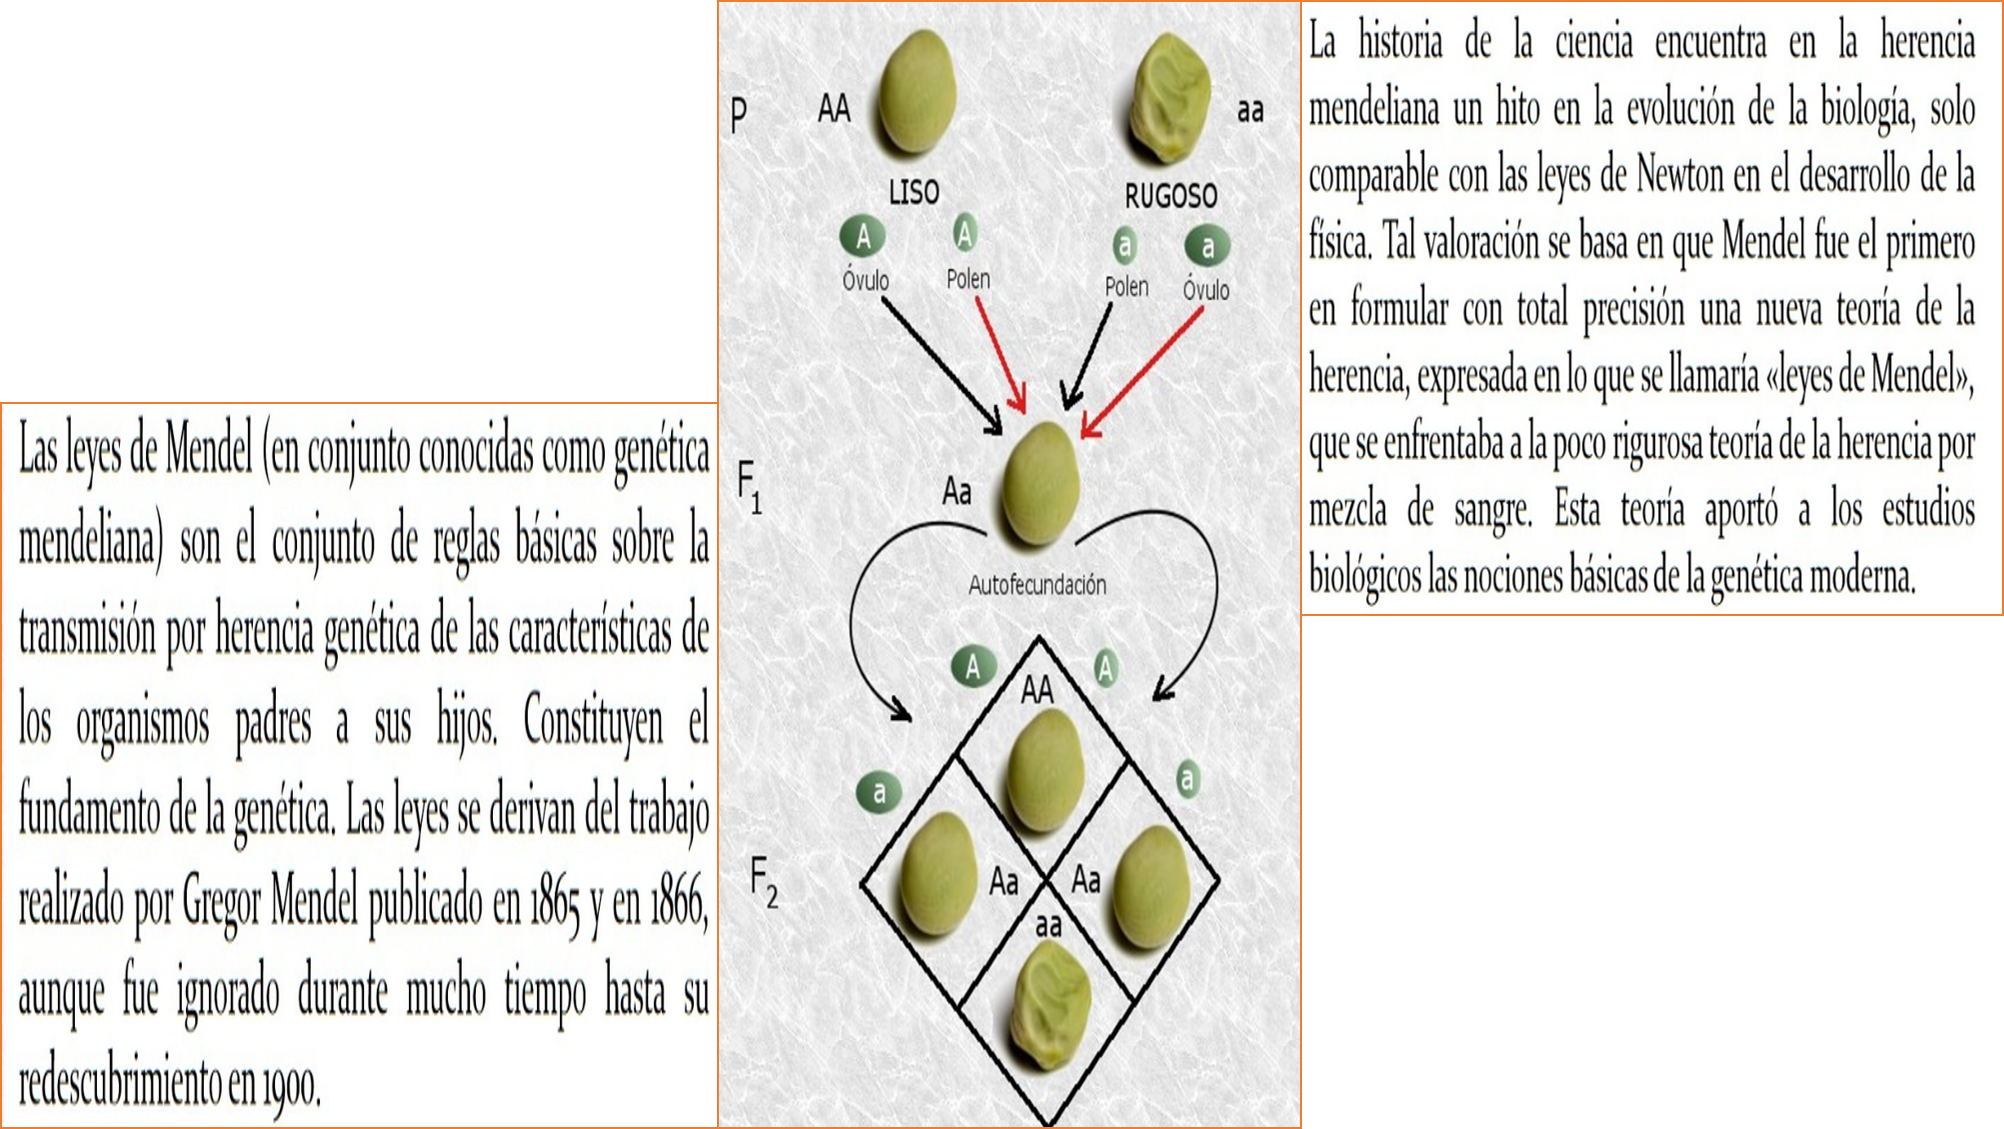 Las leyes de Mendel (en conjunto conocidas como genética
mendeliana) son el conjunto de reglas básicas sobre la
transmisión por herencia genética de las características de
los organismos padres a sus hijos. Constituyen el
fundamento de la genética. Las leyes se derivan del trabajo
realizado por Gregor Mendel publicado en 1865 y en 1866,
aunque fue ignorado durante mucho tiempo hasta su
redescubrimiento en 1900.
P AA aa
LISO RUGOSO
A A a a
Óvulo Polen Polen Óvulo
F1 Aa
Autofecundación
A A
AA
a a
F2 Aa Aa
aa
La historia de la ciencia encuentra en la herencia
mendeliana un hito en la evolución de la biología, solo
comparable con las leyes de Newton en el desarrollo de la
física. Tal valoración se basa en que Mendel fue el primero
en formular con total precisión una nueva teoría de la
herencia, expresada en lo que se llamaría «leyes de Mendel»,
que se enfrentaba a la poco rigurosa teoría de la herencia por
mezcla de sangre. Esta teoría aportó a los estudios
biológicos las nociones básicas de la genética moderna.